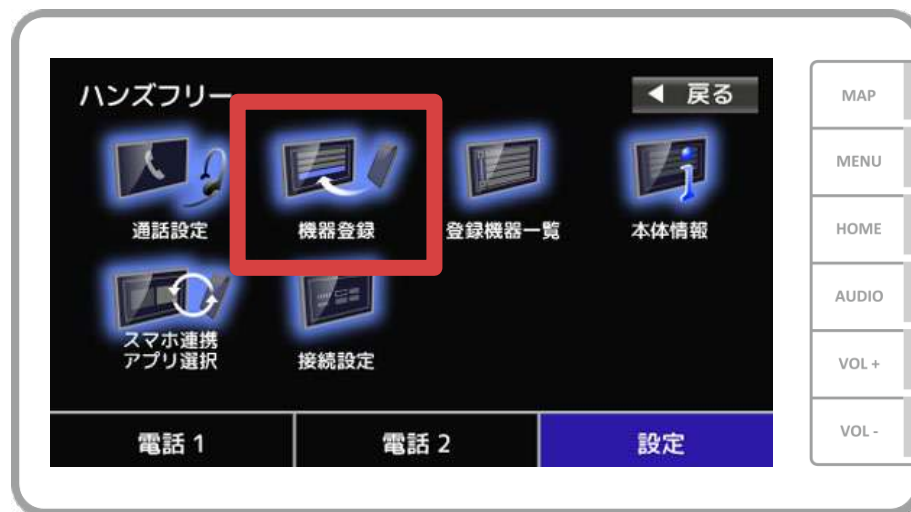 ハンズフリー
◀ 戻る
通話設定
機器登録
登録機器一覧
本体情報
スマホ連携
アプリ選択
接続設定
電話 1
電話 2
設定
MAP
MENU
HOME
AUDIO
VOL +
VOL -